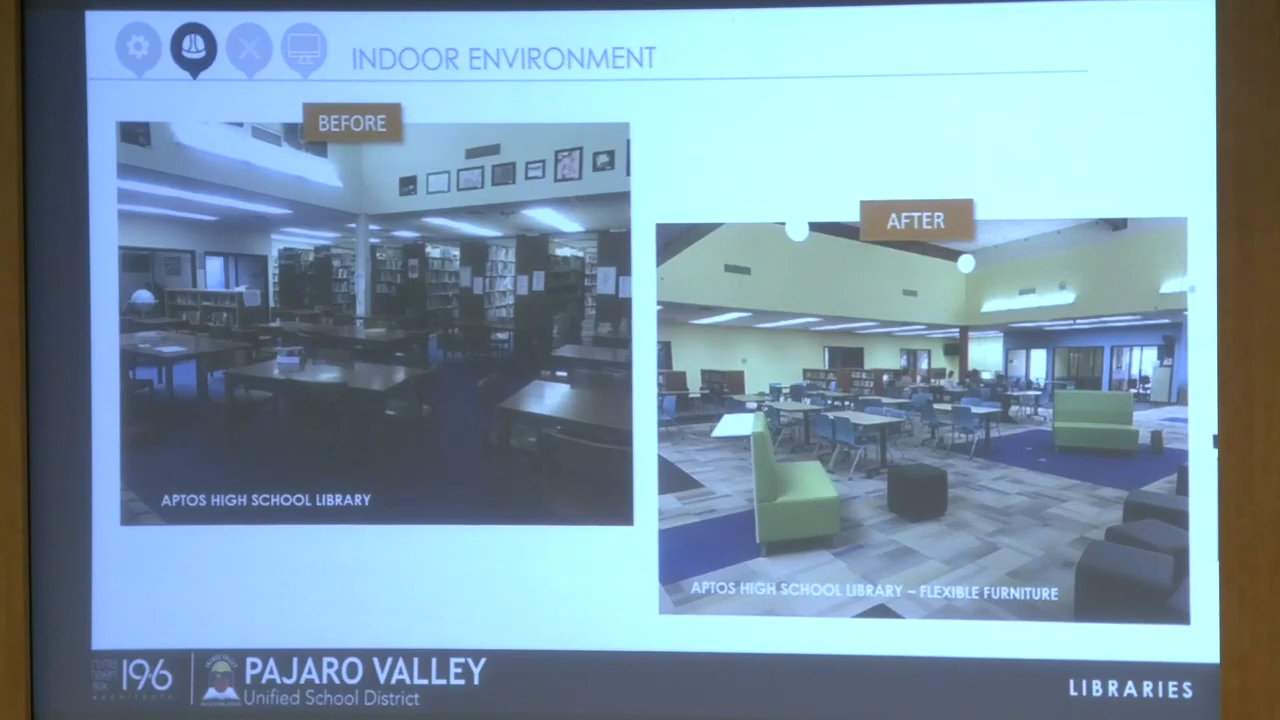 INDOOR ENVIRONMENT
BEFORE
AFTER
APTOS HIGH SCHOOL LIBRARY
APTOS HIGH SCHOOL LIBRARY – FLEXIBLE FURNITURE
196
PAJARO VALLEY
Unified School District
LIBRARIES